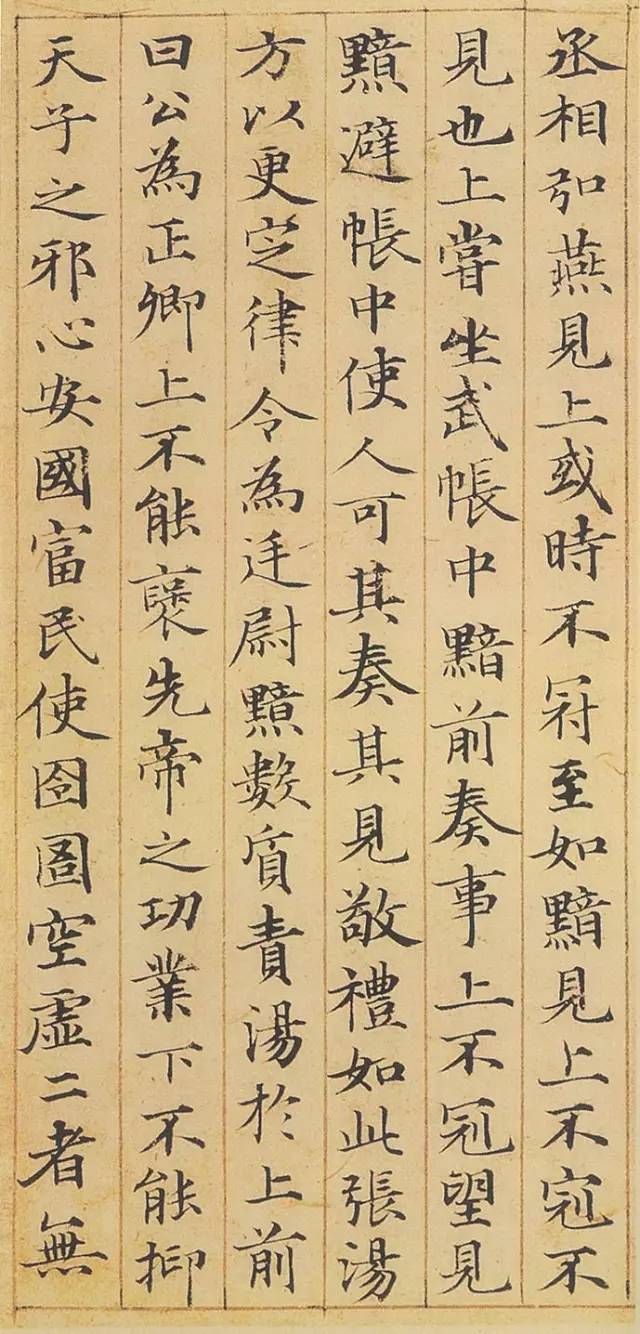 丞相弘燕見上或時不冠至如黯見上不冠不
見也上嘗坐武帳中黯前奏事上不冠望見
黯避帳中使人可其奏其見敬禮如此張湯
方以更定律令為廷尉黯數質責湯於上前
曰公為正卿上不能襃先帝之功業下不能抑
天子之邪心安國富民使囹圄空虛二者無